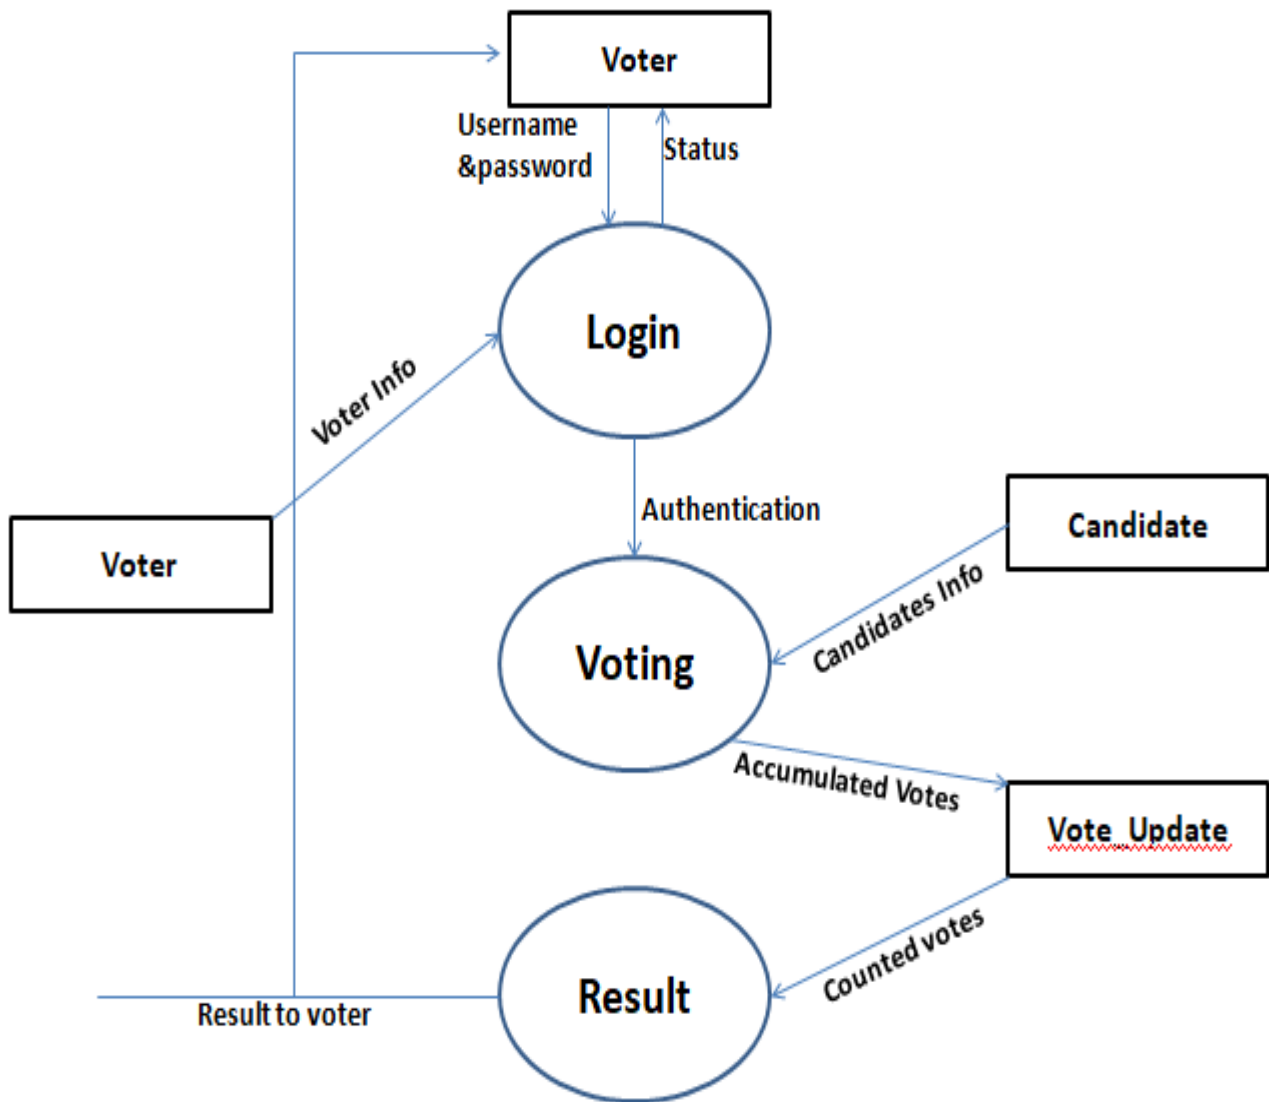 Voter
Username
&password
Status
Login
Voter Info
Authentication
Candidate
Voter
Candidates Info
Voting
Accumulated Votes
Vote_Update
Counted votes
Result
Result to voter